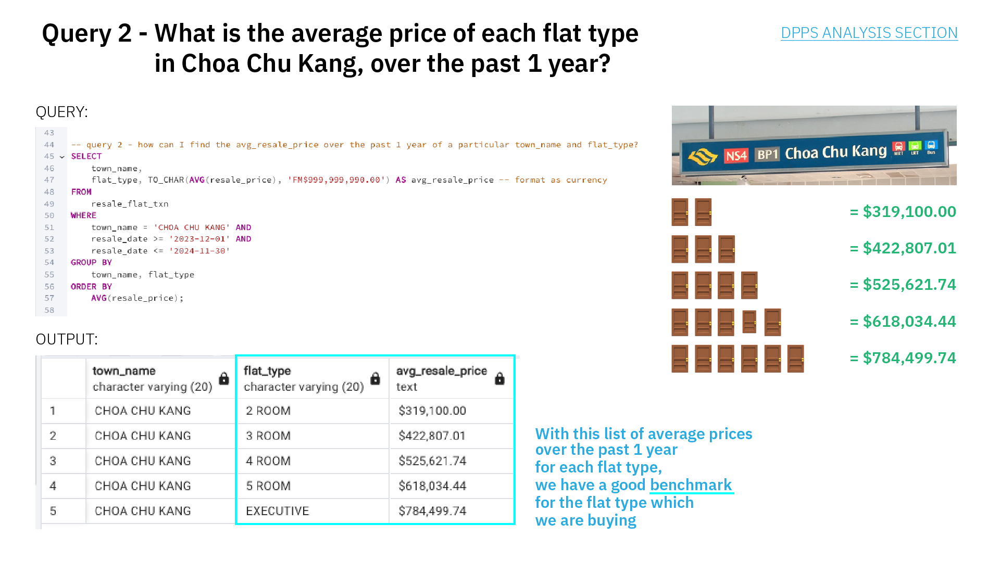 Query 2 - What is the average price of each flat type
in Choa Chu Kang, over the past 1 year?
DPPS ANALYSIS SECTION
QUERY:
43
44 -- query 2 - how can I find the avg_resale_price over the past 1 year of a particular town_name and flat_type?
45 SELECT
46 town_name,
47 flat_type, TO_CHAR(AVG(resale_price), 'FM$999,999,990.00') AS avg_resale_price -- format as currency
48 FROM
49 resale_flat_txn
50 WHERE
51 town_name = 'CHOA CHU KANG' AND
52 resale_date >= '2023-12-01' AND
53 resale_date <= '2024-11-30'
54 GROUP BY
55 town_name, flat_type
56 ORDER BY
57 AVG(resale_price);
58
OUTPUT:
town_name flat_type avg_resale_price
character varying (20) character varying (20) text
1 CHOA CHU KANG 2 ROOM $319,100.00
2 CHOA CHU KANG 3 ROOM $422,807.01
3 CHOA CHU KANG 4 ROOM $525,621.74
4 CHOA CHU KANG 5 ROOM $618,034.44
5 CHOA CHU KANG EXECUTIVE $784,499.74
NS4 BP1 Choa Chu Kang MRT LRT Bus
= $319,100.00
= $422,807.01
= $525,621.74
= $618,034.44
= $784,499.74
With this list of average prices
over the past 1 year
for each flat type,
we have a good benchmark
for the flat type which
we are buying